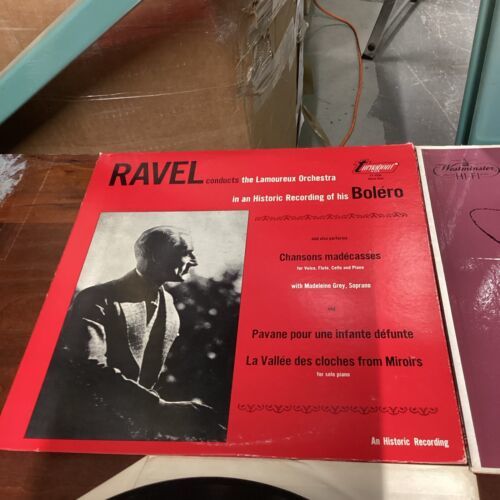 RAVEL conducts the Lamoureux Orchestra
in an Historic Recording of his Boléro
Turnabout
and also performs
Chansons madécasses
for Voice, Flute, Cello and Piano
with Madeleine Grey, Soprano
and
Pavane pour une infante défunte
La Vallée des cloches from Miroirs
for solo piano
An Historic Recording
Westminster
HI-FI